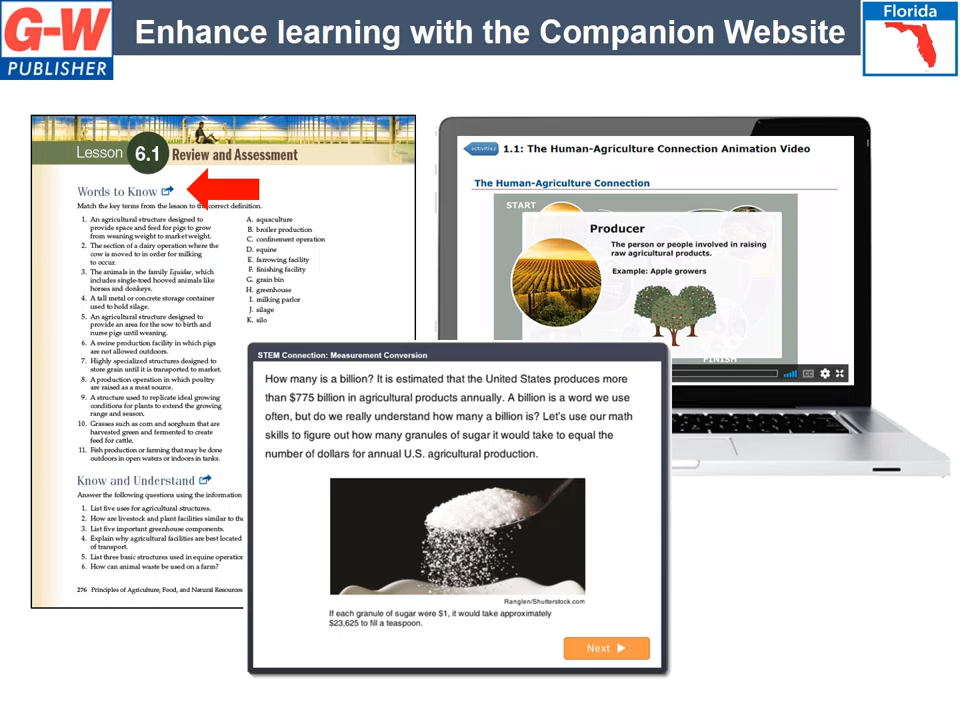 G-W
PUBLISHER
Enhance learning with the Companion Website
Florida
Lesson 6.1 Review and Assessment
Words to Know
Match the key terms from the lesson to the correct definition.
1. An agricultural structure designed to
provide space and feed for pigs to grow
from weaning weight to market weight.
2. The section of a dairy operation where the
cow is moved to in order for milking
to occur.
3. The animals in the family Equidae, which
includes single-toed hooved animals like
horses and donkeys.
4. A tall metal or concrete storage container
used to hold silage.
5. An agricultural structure designed to
provide an area for the sow to birth and
nurse pigs until weaning.
6. A swine production facility in which pigs
are not allowed outdoors.
7. Highly specialized structures designed to
store grain until it is transported to market.
8. A production operation in which poultry
are raised as a meat source.
9. A structure used to replicate ideal growing
conditions for plants to extend the growing
range and season.
10. Grasses such as corn and sorghum that are
harvested green and fermented to create
feed for cattle.
11. Fish production or farming that may be done
outdoors in open waters or indoors in tanks.
A. aquaculture
B. broiler production
C. confinement operation
D. equine
E. farrowing facility
F. finishing facility
G. grain bin
H. greenhouse
I. milking parlor
J. silage
K. silo
Know and Understand
Answer the following questions using the information
1. List five uses for agricultural structures.
2. How are livestock and plant facilities similar to the
3. List five important greenhouse components.
4. Explain why agricultural facilities are best located
of transport.
5. List three basic structures used in equine operation
6. How can animal waste be used on a farm?
276 Principles of Agriculture, Food, and Natural Resources
activities
1.1: The Human-Agriculture Connection Animation Video
The Human-Agriculture Connection
START
Producer
The person or people involved in raising
raw agricultural products.
Example: Apple growers
FINISH
CC
STEM Connection: Measurement Conversion
How many is a billion? It is estimated that the United States produces more
than $775 billion in agricultural products annually. A billion is a word we use
often, but do we really understand how many a billion is? Let's use our math
skills to figure out how many granules of sugar it would take to equal the
number of dollars for annual U.S. agricultural production.
Ranglen/Shutterstock.com
If each granule of sugar were $1, it would take approximately
$23,625 to fill a teaspoon.
Next